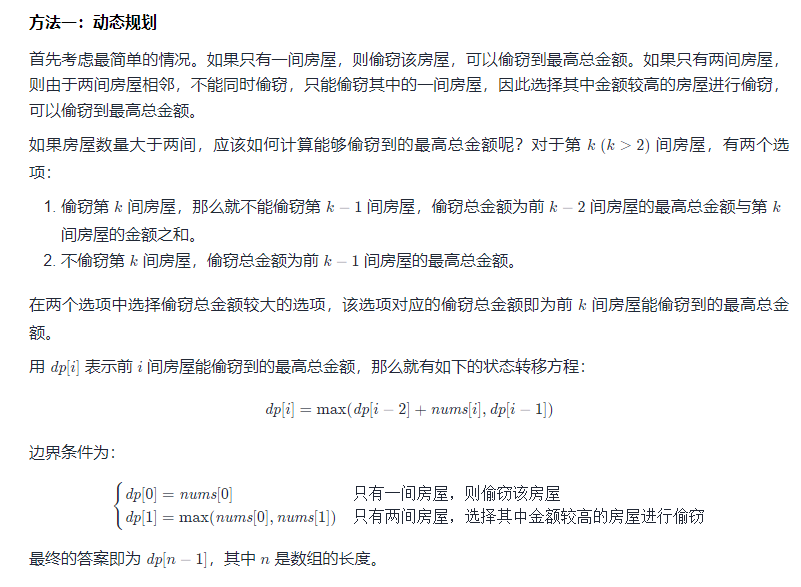 方法一：动态规划
首先考虑最简单的情况。如果只有一间房屋，则偷窃该房屋，可以偷窃到最高总金额。如果只有两间房屋，
则由于两间房屋相邻，不能同时偷窃，只能偷窃其中的一间房屋，因此选择其中金额较高的房屋进行偷窃，
可以偷窃到最高总金额。
如果房屋数量大于两间，应该如何计算能够偷窃到的最高总金额呢？对于第 k (k > 2) 间房屋，有两个选
项：
1. 偷窃第 k 间房屋，那么就不能偷窃第 k − 1 间房屋，偷窃总金额为前 k − 2 间房屋的最高总金额与第 k
间房屋的金额之和。
2. 不偷窃第 k 间房屋，偷窃总金额为前 k − 1 间房屋的最高总金额。
在两个选项中选择偷窃总金额较大的选项，该选项对应的偷窃总金额即为前 k 间房屋能偷窃到的最高总金
额。
用 dp[i] 表示前 i 间房屋能偷窃到的最高总金额，那么就有如下的状态转移方程：
dp[i] = max(dp[i − 2] + nums[i], dp[i − 1])
边界条件为：
dp[0] = nums[0] 只有一间房屋，则偷窃该房屋
dp[1] = max(nums[0], nums[1]) 只有两间房屋，选择其中金额较高的房屋进行偷窃
最终的答案即为 dp[n − 1]，其中 n 是数组的长度。